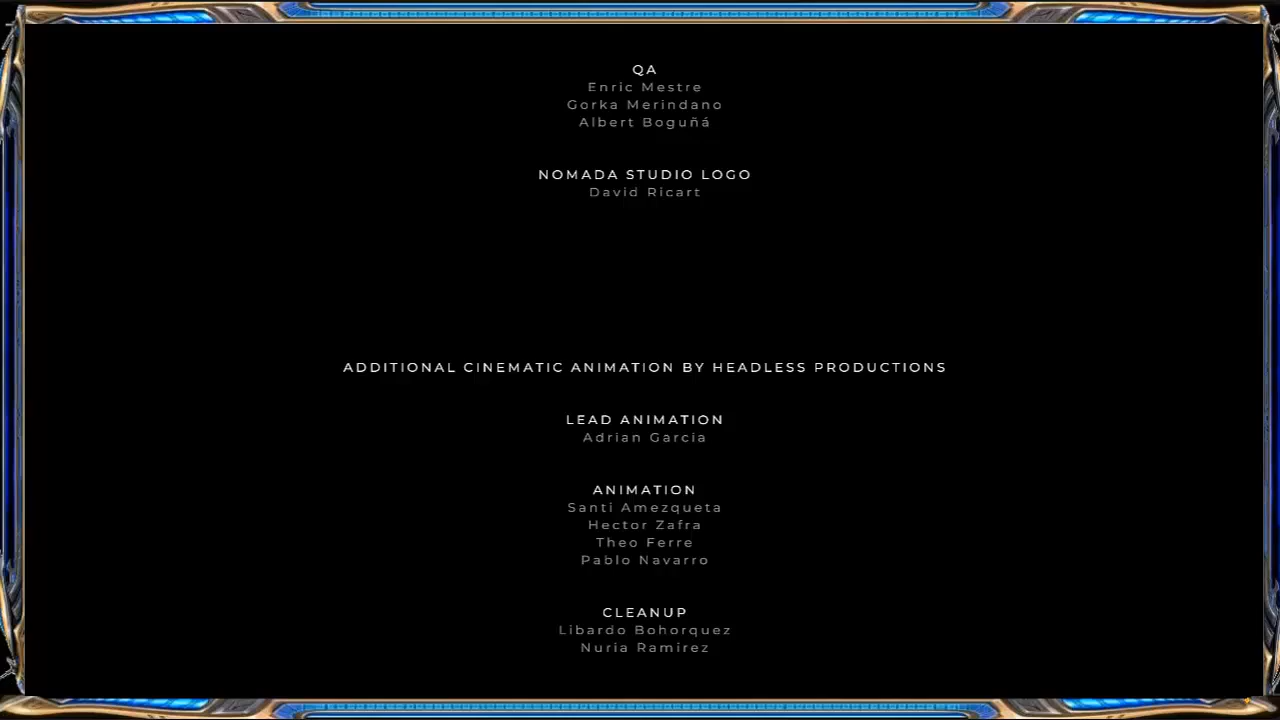 QA
Enric Mestre
Gorka Merindano
Albert Boguñá
NOMADA STUDIO LOGO
David Ricart
ADDITIONAL CINEMATIC ANIMATION BY HEADLESS PRODUCTIONS
LEAD ANIMATION
Adrian Garcia
ANIMATION
Santi Amezqueta
Hector Zafra
Theo Ferre
Pablo Navarro
CLEANUP
Libardo Bohorquez
Nuria Ramirez